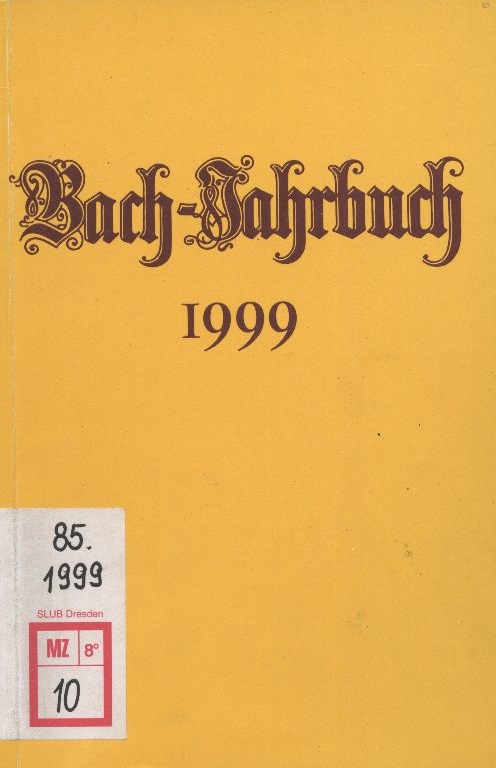 Bach-Jahrbuch
1999
85.
1999
SLUB Dresden
MZ 8°
10